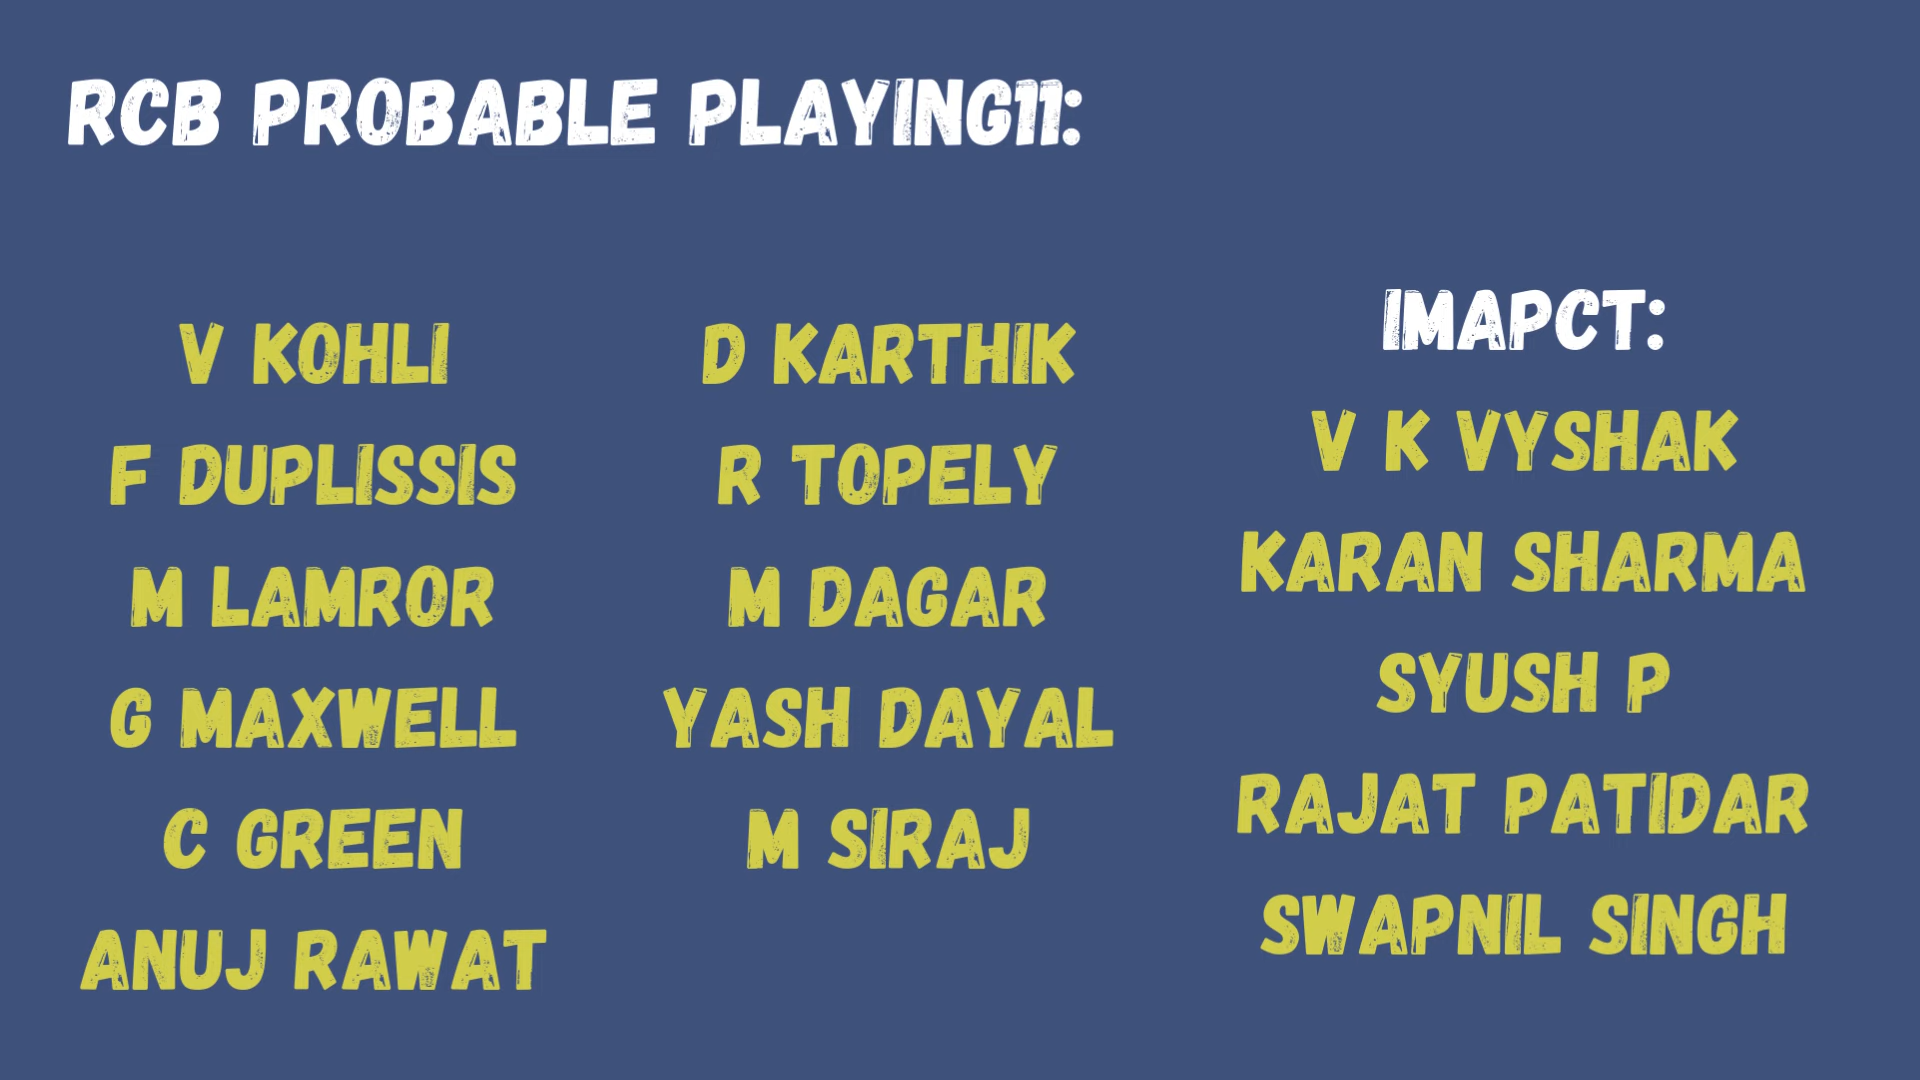 RCB PROBABLE PLAYING11:
V KOHLI
F DUPLISSIS
M LAMROR
G MAXWELL
C GREEN
ANUJ RAWAT
D KARTHIK
R TOPELY
M DAGAR
YASH DAYAL
M SIRAJ
IMAPCT:
V K VYSHAK
KARAN SHARMA
SYUSH P
RAJAT PATIDAR
SWAPNIL SINGH